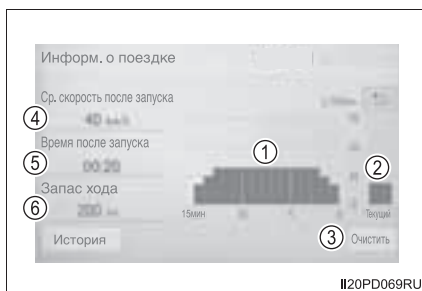 Информ. о поездке
Ср. скорость после запуска
④ 40
Время после запуска
⑤ 00:20
Запас хода
⑥ 200
История
①
②
15мин
Текущий
③ Очистить
II20PD069RU